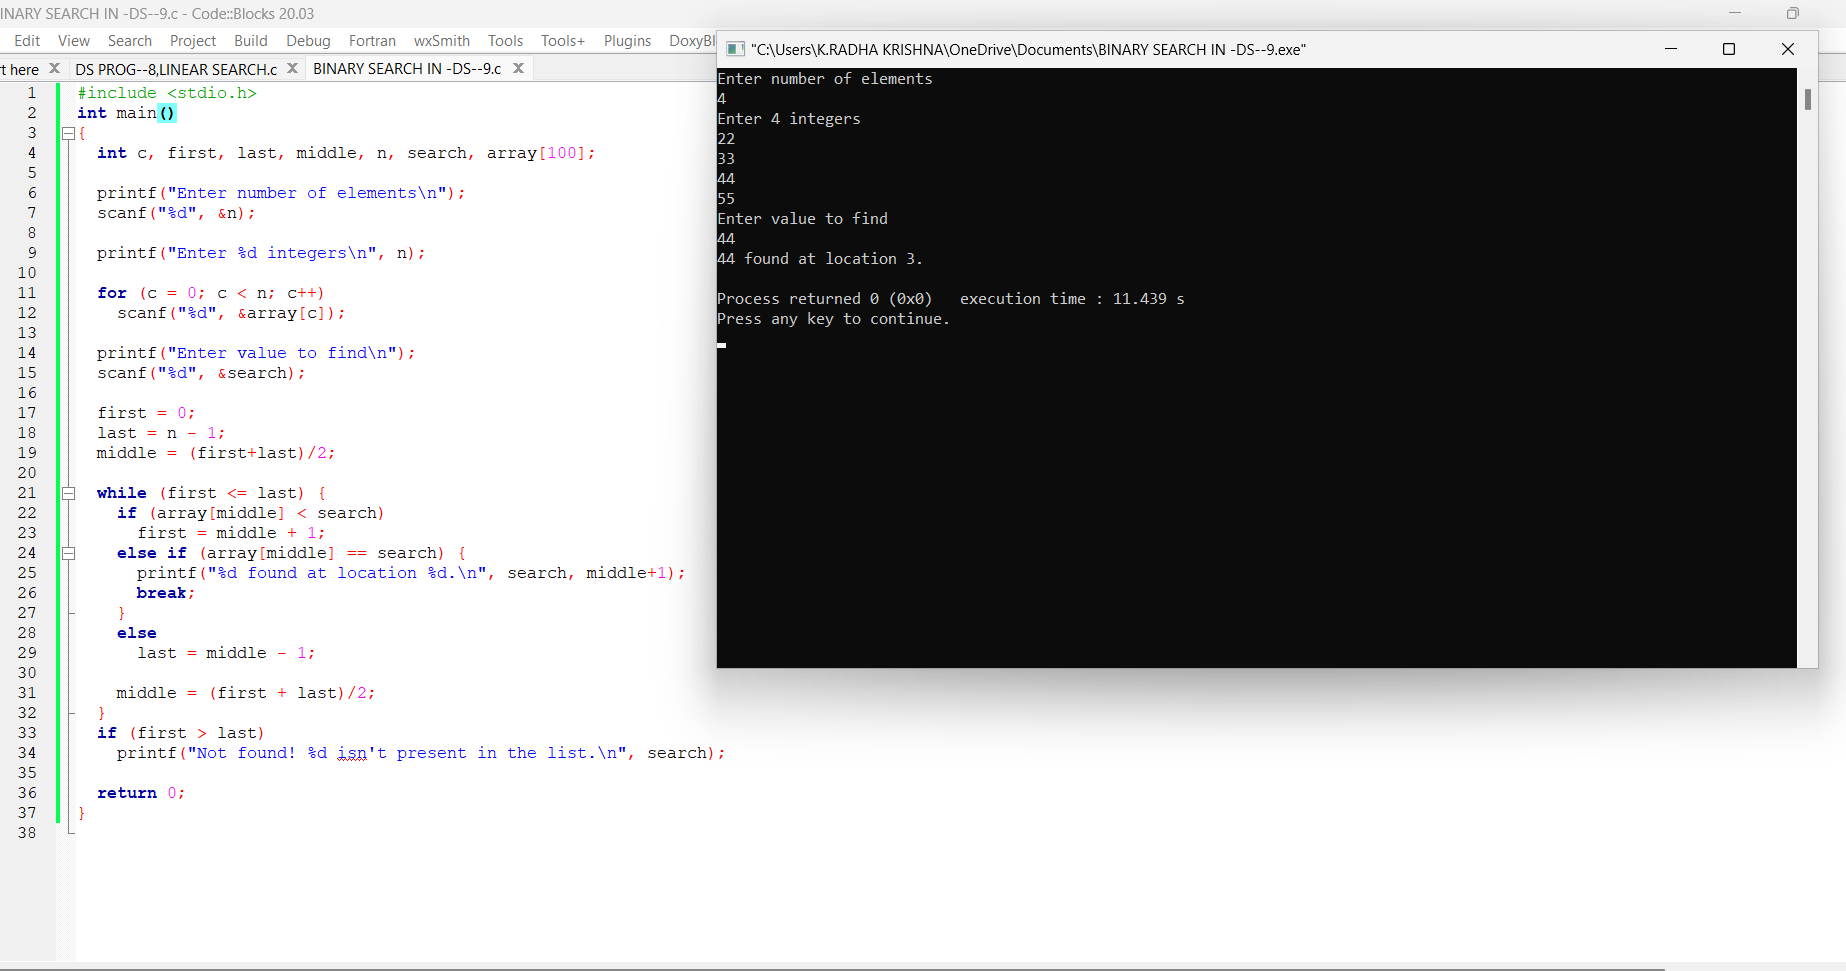 INARY SEARCH IN -DS--9.c - Code::Blocks 20.03
Edit View Search Project Build Debug Fortran wxSmith Tools Tools+ Plugins DoxyBl
t here DS PROG--8,LINEAR SEARCH.c BINARY SEARCH IN -DS--9.c
1 #include <stdio.h>
2 int main()
3 {
4 int c, first, last, middle, n, search, array[100];
5
6 printf("Enter number of elements\n");
7 scanf("%d", &n);
8
9 printf("Enter %d integers\n", n);
10
11 for (c = 0; c < n; c++)
12 scanf("%d", &array[c]);
13
14 printf("Enter value to find\n");
15 scanf("%d", &search);
16
17 first = 0;
18 last = n - 1;
19 middle = (first+last)/2;
20
21 while (first <= last) {
22 if (array[middle] < search)
23 first = middle + 1;
24 else if (array[middle] == search) {
25 printf("%d found at location %d.\n", search, middle+1);
26 break;
27 }
28 else
29 last = middle - 1;
30
31 middle = (first + last)/2;
32 }
33 if (first > last)
34 printf("Not found! %d isn't present in the list.\n", search);
35
36 return 0;
37 }
38
"C:\Users\K.RADHA KRISHNA\OneDrive\Documents\BINARY SEARCH IN -DS--9.exe"
Enter number of elements
4
Enter 4 integers
22
33
44
55
Enter value to find
44
44 found at location 3.
Process returned 0 (0x0) execution time : 11.439 s
Press any key to continue.